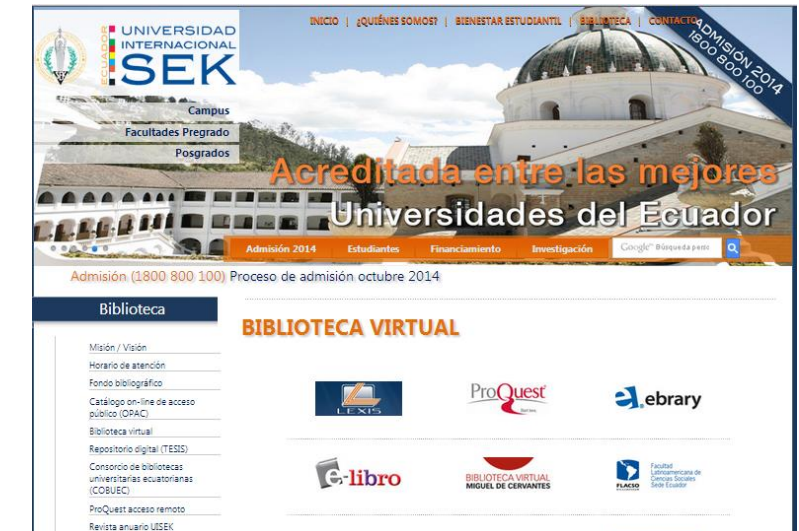 UNIVERSIDAD
INTERNACIONAL
SEK
ECUADOR
INICIO | ¿QUIÉNES SOMOS? | BIENESTAR ESTUDIANTIL | BIBLIOTECA | CONTACTO
ADMISIÓN 2014
1800 800 100
Campus
Facultades Pregrado
Posgrados
Acreditada entre las mejores
Universidades del Ecuador
Admisión 2014 Estudiantes Financiamiento Investigación Google™ Búsqueda
Admisión (1800 800 100) Proceso de admisión octubre 2014
Biblioteca
Misión / Visión
Horario de atención
Fondo bibliográfico
Catálogo on-line de acceso
público (OPAC)
Biblioteca virtual
Repositorio digital (TESIS)
Consorcio de bibliotecas
universitarias ecuatorianas
(COBUEC)
ProQuest acceso remoto
Revista anuario UISEK
BIBLIOTECA VIRTUAL
LEXIS
ProQuest
ebrary
e-libro
BIBLIOTECA VIRTUAL
MIGUEL DE CERVANTES
FLACSO
Facultad
Latinoamericana de
Ciencias Sociales
Sede Ecuador